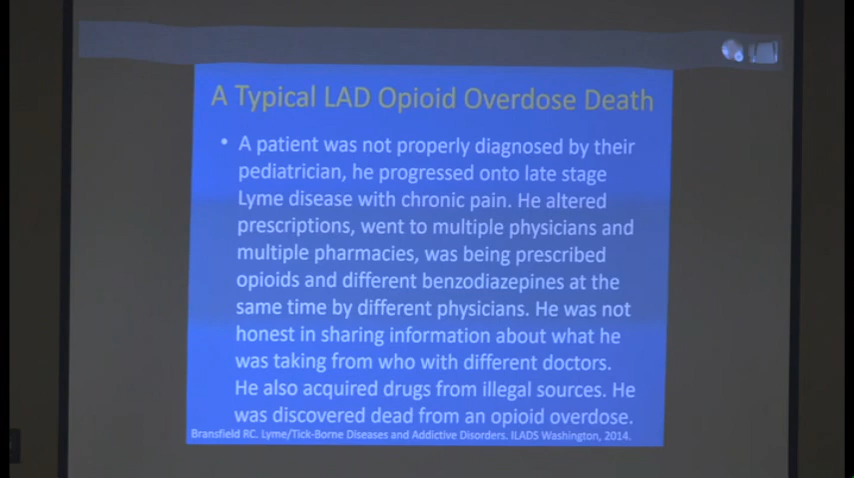 A Typical LAD Opioid Overdose Death
• A patient was not properly diagnosed by their
pediatrician, he progressed onto late stage
Lyme disease with chronic pain. He altered
prescriptions, went to multiple physicians and
multiple pharmacies, was being prescribed
opioids and different benzodiazepines at the
same time by different physicians. He was not
honest in sharing information about what he
was taking from who with different doctors.
He also acquired drugs from illegal sources. He
was discovered dead from an opioid overdose.
Bransfield RC. Lyme/Tick-Borne Diseases and Addictive Disorders. ILADS Washington, 2014.